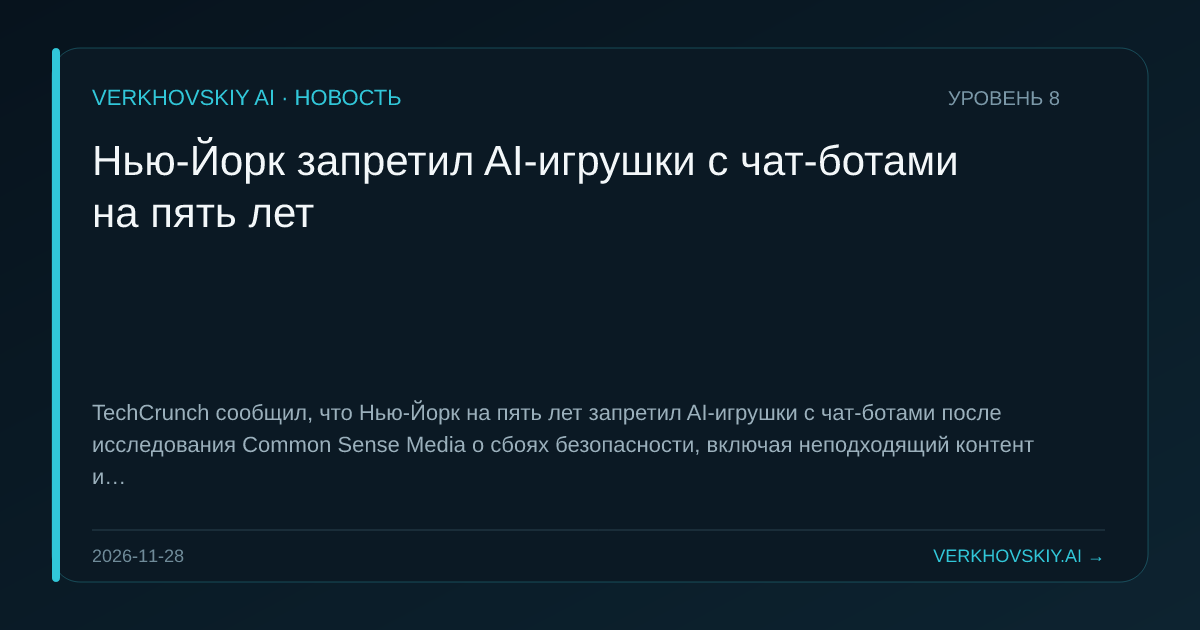 VERKHOVSKIY AI · НОВОСТЬ
УРОВЕНЬ 8
Нью-Йорк запретил AI-игрушки с чат-ботами
на пять лет
TechCrunch сообщил, что Нью-Йорк на пять лет запретил AI-игрушки с чат-ботами после
исследования Common Sense Media о сбоях безопасности, включая неподходящий контент
и…
2026-11-28
VERKHOVSKIY.AI →